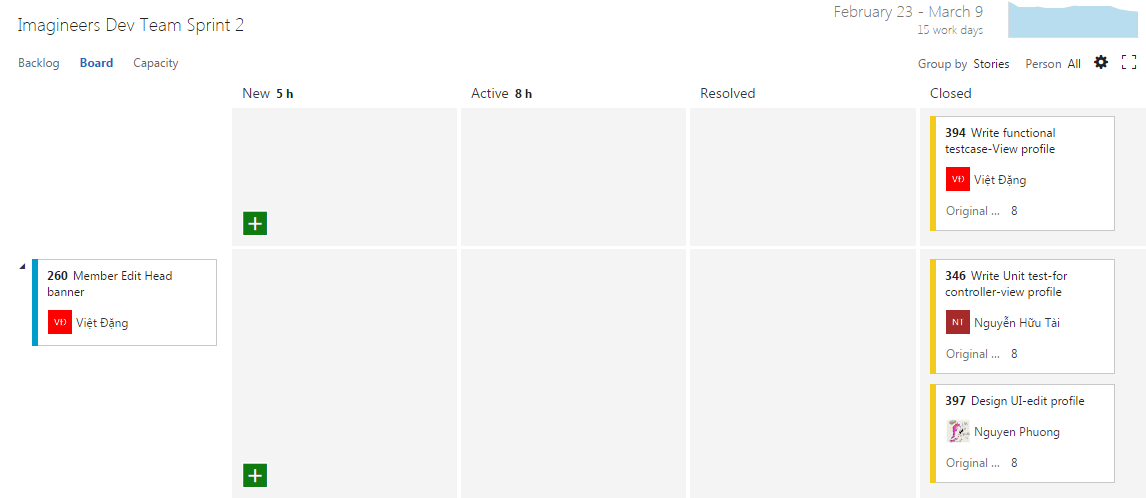 Imagineers Dev Team Sprint 2
February 23 - March 9
15 work days
Backlog Board Capacity
Group by Stories Person All
New 5 h Active 8 h Resolved Closed
394 Write functional
testcase-View profile
VĐ Việt Đặng
Original ... 8
260 Member Edit Head
banner
VĐ Việt Đặng
346 Write Unit test-for
controller-view profile
NT Nguyễn Hữu Tài
Original ... 8
397 Design UI-edit profile
Nguyen Phuong
Original ... 8